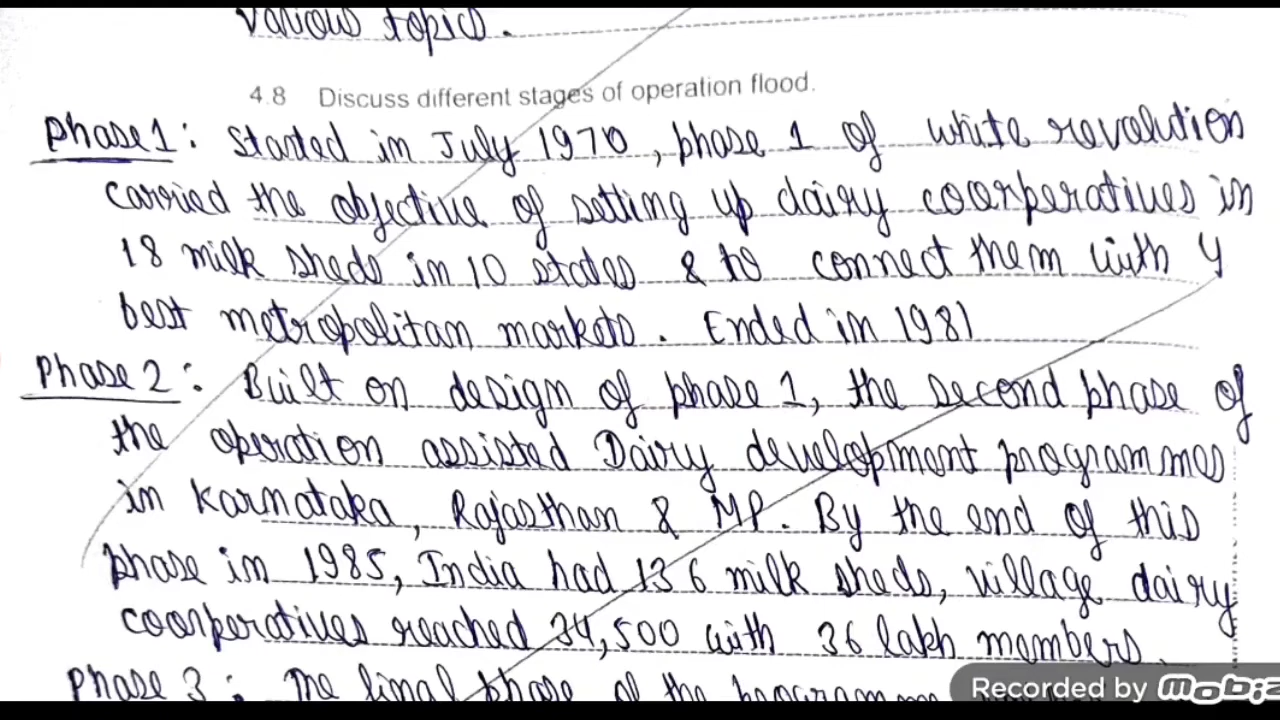 various topics.
4.8 Discuss different stages of operation flood.
Phase 1: Started in July 1970, phase 1 of white revolution
carried the objective of setting up dairy coorperatives in
18 milk sheds in 10 states & to connect them with 4
best metropolitan markets. Ended in 1981
Phase 2: Built on design of phase 1, the second phase of
the operation assisted Dairy development programmes
in Karnataka, Rajasthan & MP. By the end of this
phase in 1985, India had 136 milk sheds, village dairy
coorperatives reached 34,500 with 36 lakh members.
Phase 3: The final phase of the programme
Recorded by